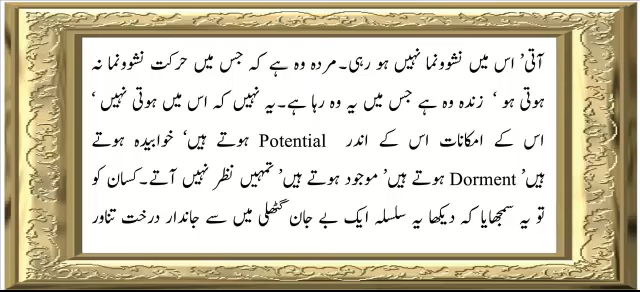 آتی’ اس میں نشوونما نہیں ہو رہی۔ مردہ وہ ہے کہ جس میں حرکت نشوونما نہ
ہوتی ہو ‘ زندہ وہ ہے جس میں یہ وہ رہا ہے۔ یہ نہیں کہ اس میں ہوتی نہیں ‘
اس کے امکانات اس کے اندر Potential ہوتے ہیں‘ خوابیدہ ہوتے
ہیں’ Dorment ہوتے ہیں’ موجود ہوتے ہیں’ تمہیں نظر نہیں آتے۔ کسان کو
تو یہ سمجھایا کہ دیکھا یہ سلسلہ ایک بے جان گٹھلی میں سے جاندار درخت تناور